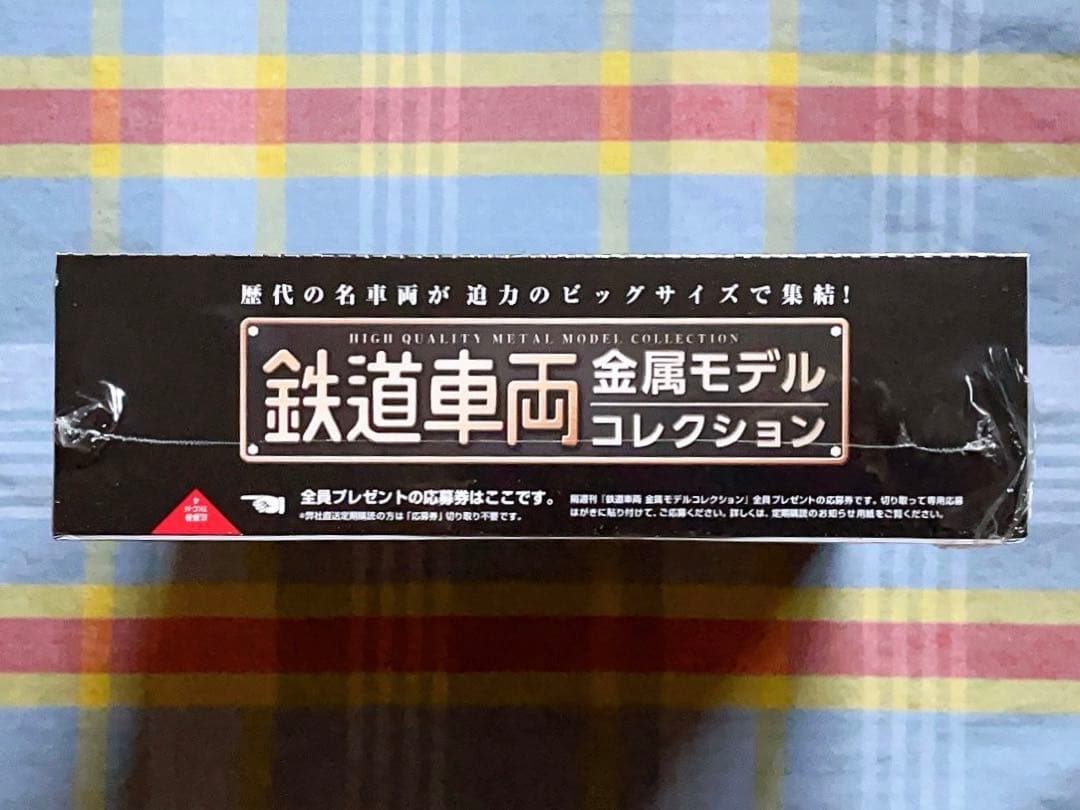 歴代の名車両が 迫力のビッグサイズで集結!
HIGH QUALITY METAL MODEL COLLECTION
鉄道車両 金属モデル
コレクション
全員プレゼントの応募券はここです。
※弊社直送定期購読の方は「応募券」切り取り不要です。
隔週刊「鉄道車両 金属モデルコレクション」全員プレゼントの応募券です。切り取って専用応募
はがきに貼り付けて、ご応募ください。詳しくは、定期購読のお知らせ用紙をご覧ください。